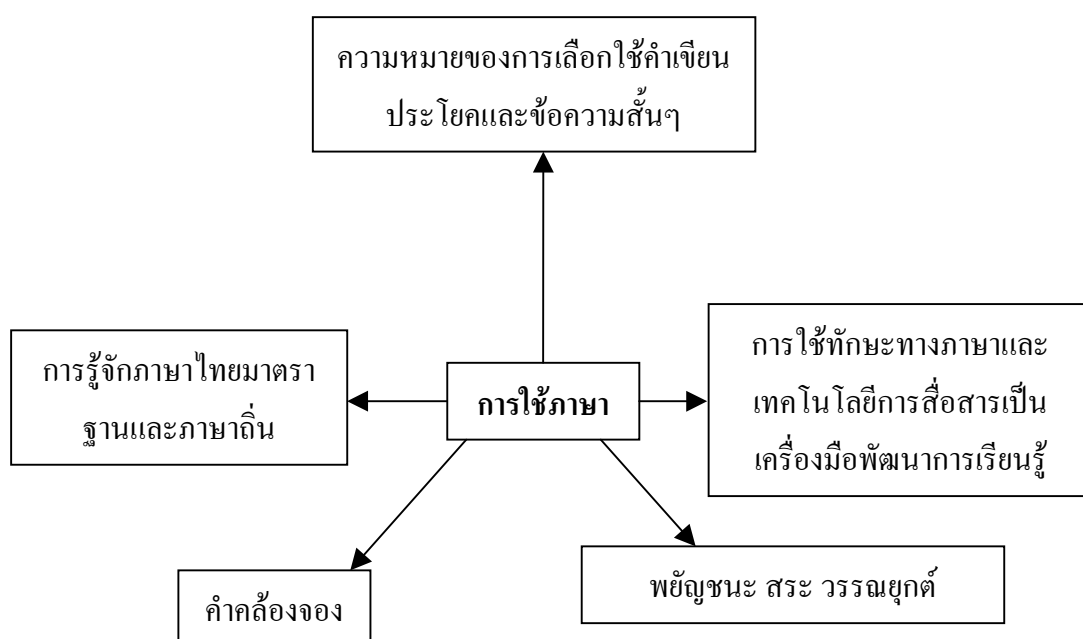 ความหมายของการเลือกใช้คำเขียน
ประโยคและข้อความสั้นๆ
การรู้จักภาษาไทยมาตรา
ฐานและภาษาถิ่น
การใช้ภาษา
การใช้ทักษะทางภาษาและ
เทคโนโลยีการสื่อสารเป็น
เครื่องมือพัฒนาการเรียนรู้
คำคล้องจอง
พยัญชนะ สระ วรรณยุกต์